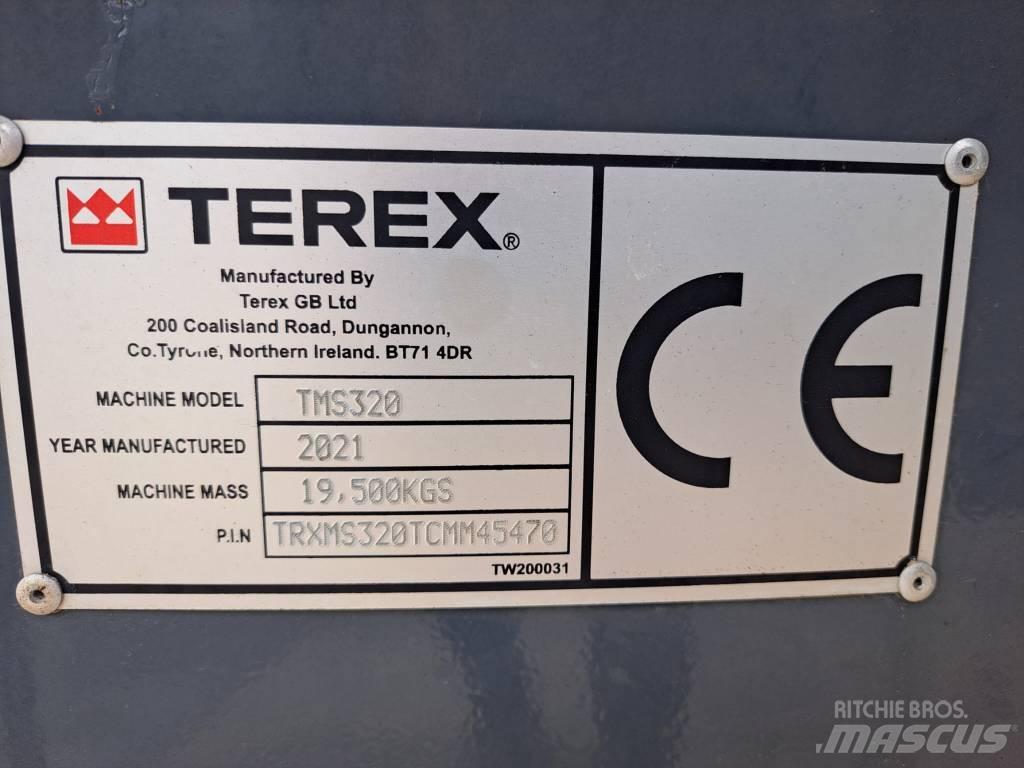 TEREX®
Manufactured By
Terex GB Ltd
200 Coalisland Road, Dungannon,
Co.Tyrone, Northern Ireland. BT71 4DR
MACHINE MODEL TMS320
YEAR MANUFACTURED 2021
MACHINE MASS 19,500KGS
P.I.N TRXMS320TCMM45470
TW200031
CE
RITCHIE BROS.
MASCUS